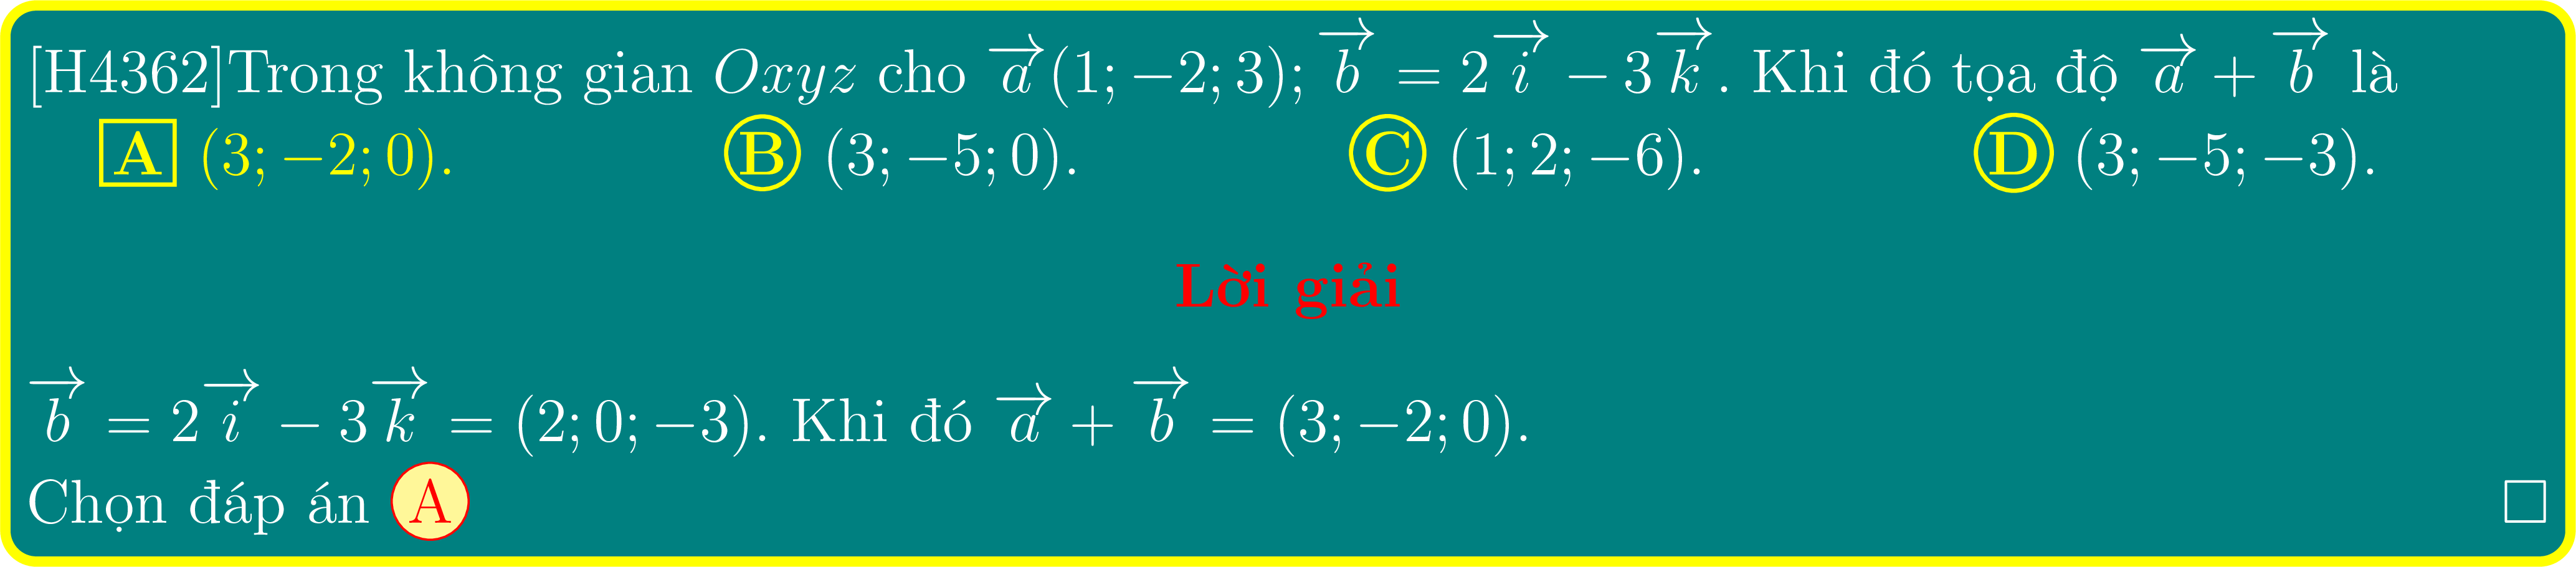 [H4362]Trong không gian Oxyz cho $\overrightarrow{a}(1;-2;3); \overrightarrow{b} = 2\overrightarrow{i} - 3\overrightarrow{k}$. Khi đó tọa độ $\overrightarrow{a} + \overrightarrow{b}$ là
A (3; −2; 0). B (3; −5; 0). C (1; 2; −6). D (3; −5; −3).
Lời giải
$\overrightarrow{b} = 2\overrightarrow{i} - 3\overrightarrow{k} = (2;0;-3)$. Khi đó $\overrightarrow{a} + \overrightarrow{b} = (3;-2;0)$.
Chọn đáp án A □